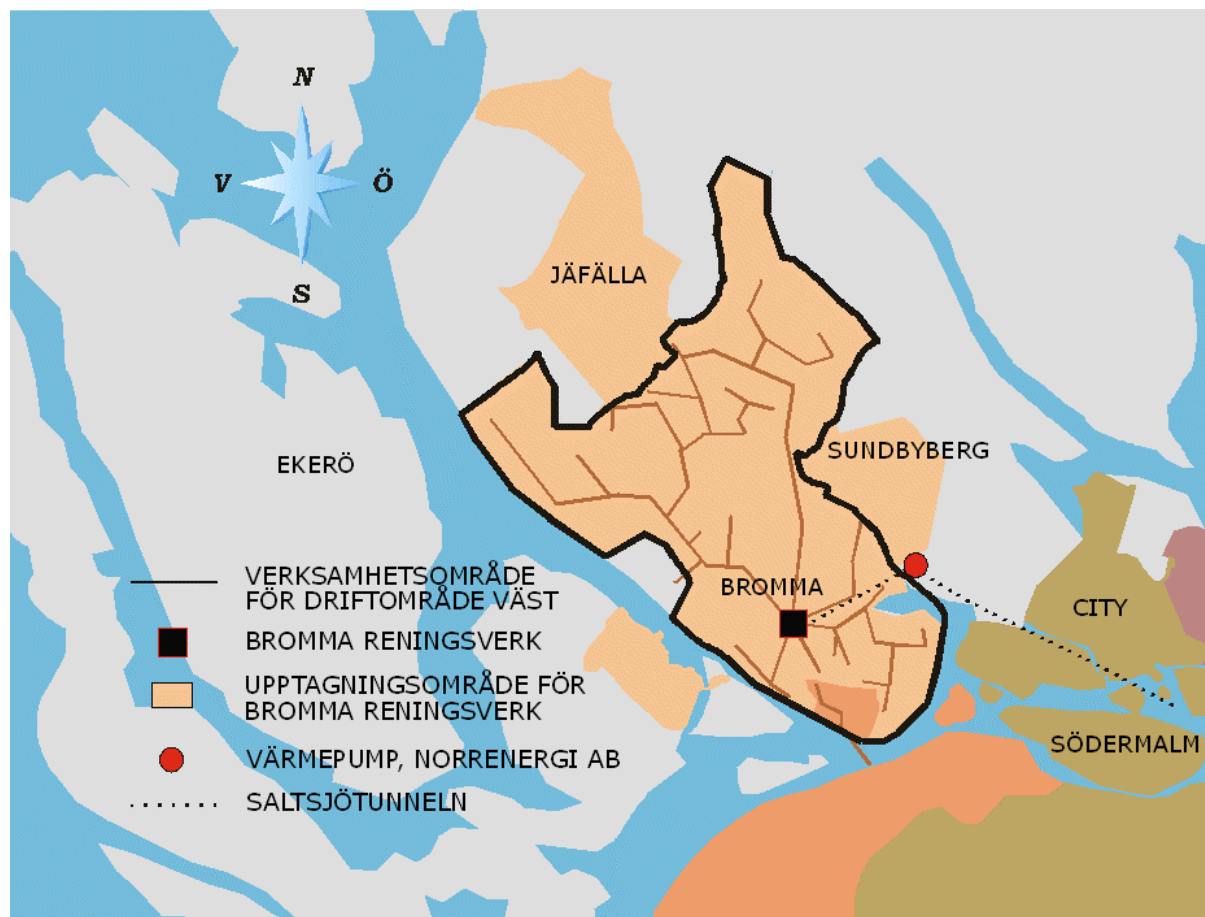 N
V
Ö
S
JÄFÄLLA
SUNDBYBERG
EKERÖ
BROMMA
CITY
SÖDERMALM
VERKSAMHETSOMRÅDE
FÖR DRIFTOMRÅDE VÄST
BROMMA RENINGSVERK
UPPTAGNINGSOMRÅDE FÖR
BROMMA RENINGSVERK
VÄRMEPUMP, NORRENERGI AB
SALTSJÖTUNNELN